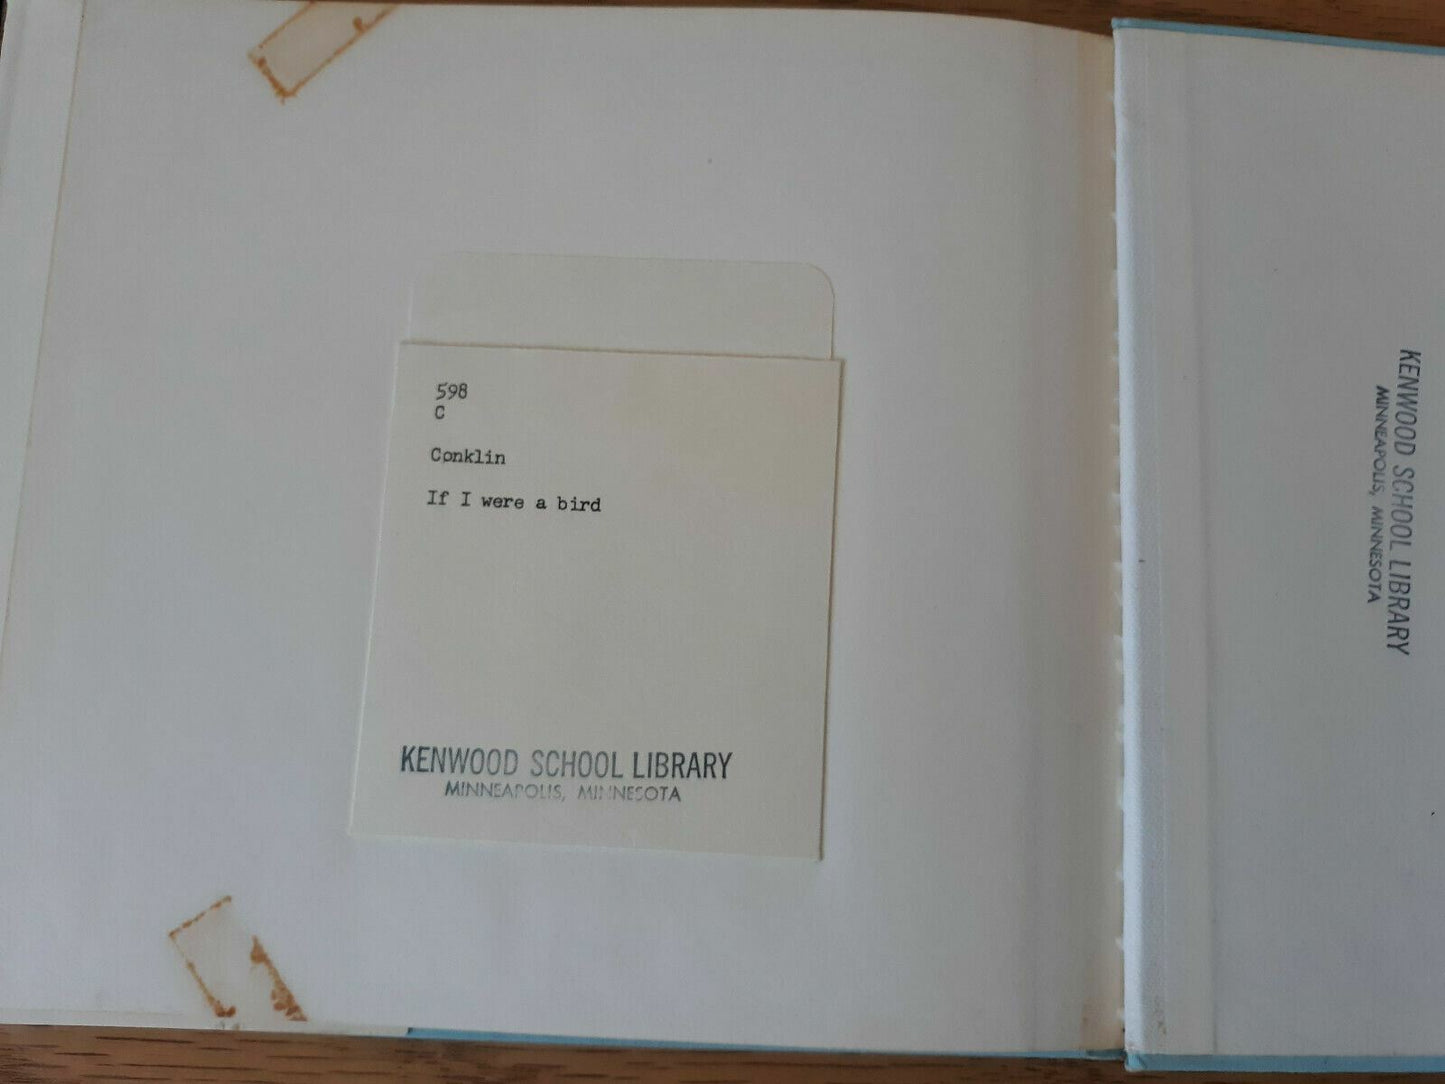 598
C
Conklin
If I were a bird
KENWOOD SCHOOL LIBRARY
MINNEAPOLIS, MINNESOTA
KENWOOD SCHOOL LIBRARY
MINNEAPOLIS, MINNESOTA